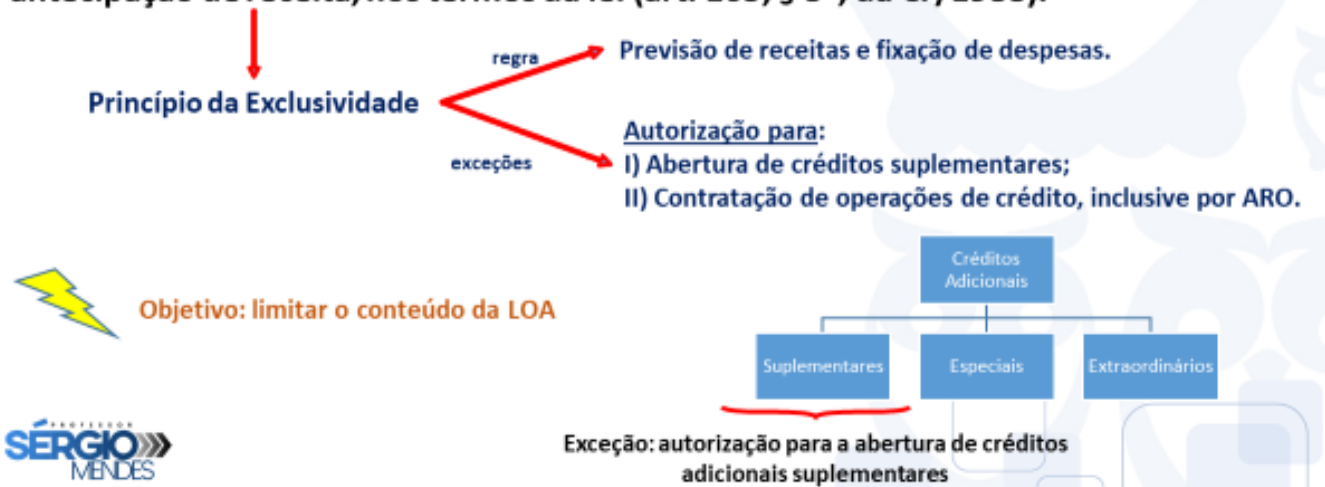 Previsão de receitas e fixação de despesas.
regra
Princípio da Exclusividade
exceções
Autorização para:
I) Abertura de créditos suplementares;
II) Contratação de operações de crédito, inclusive por ARO.
Créditos
Adicionais
Objetivo: limitar o conteúdo da LOA
Suplementares
Especiais
Extraordinários
PROFESSOR
SÉRGIO
MENDES
Exceção: autorização para a abertura de créditos
adicionais suplementares